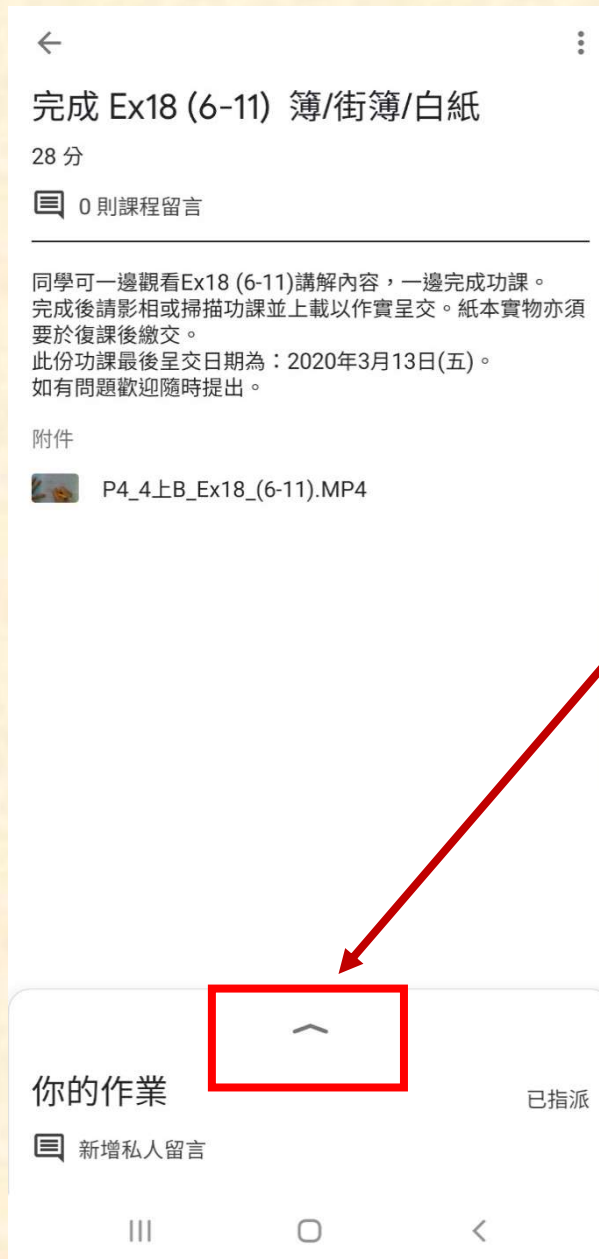 完成 Ex18 (6-11) 簿/街簿/白紙
28 分
0 則課程留言
同學可一邊觀看Ex18 (6-11)講解內容，一邊完成功課。
完成後請影相或掃描功課並上載以作實呈交。紙本實物亦須
要於復課後繳交。
此份功課最後呈交日期為：2020年3月13日(五)。
如有問題歡迎隨時提出。
附件
P4_4上B_Ex18_(6-11).MP4
你的作業
已指派
新增私人留言